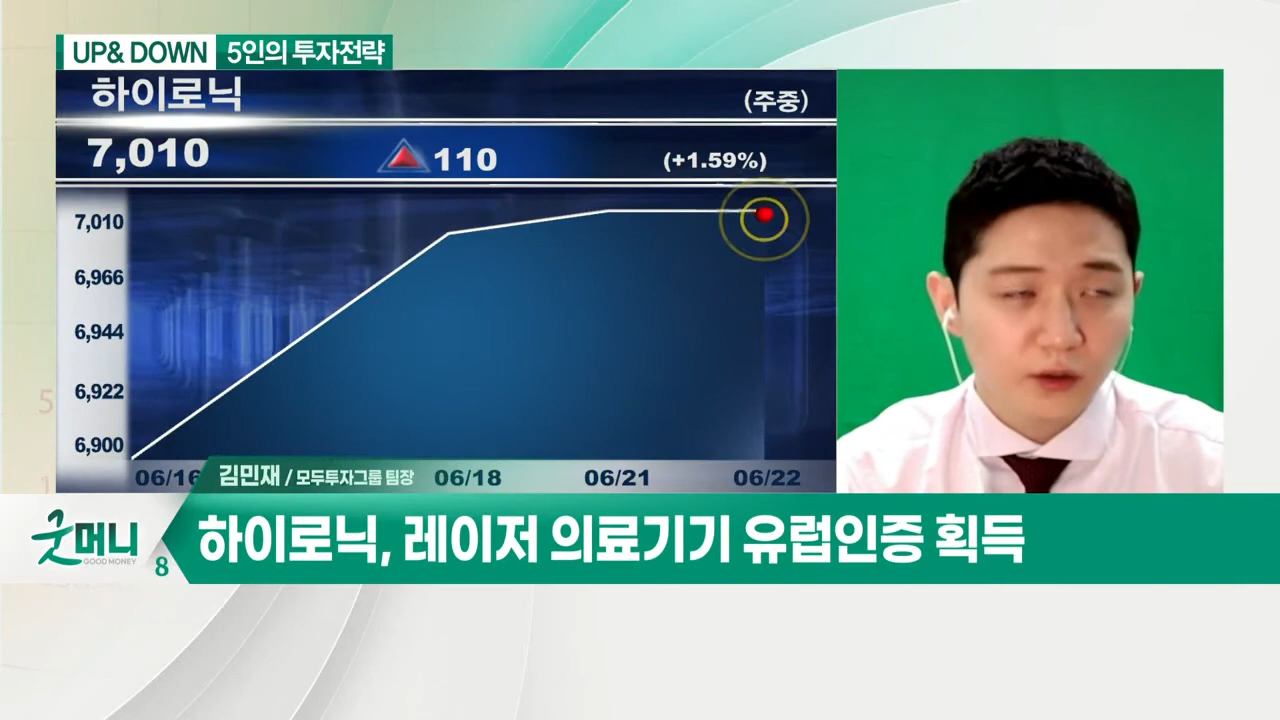 UP& DOWN 5인의 투자전략
하이로닉 (주중)
7,010 ▲ 110 (+1.59%)
7,010
6,966
6,944
6,922
6,900
06/16 06/18 06/21 06/22
김민재 / 모두투자그룹 팀장
굿머니
GOOD MONEY
하이로닉, 레이저 의료기기 유럽인증 획득
8
5
1